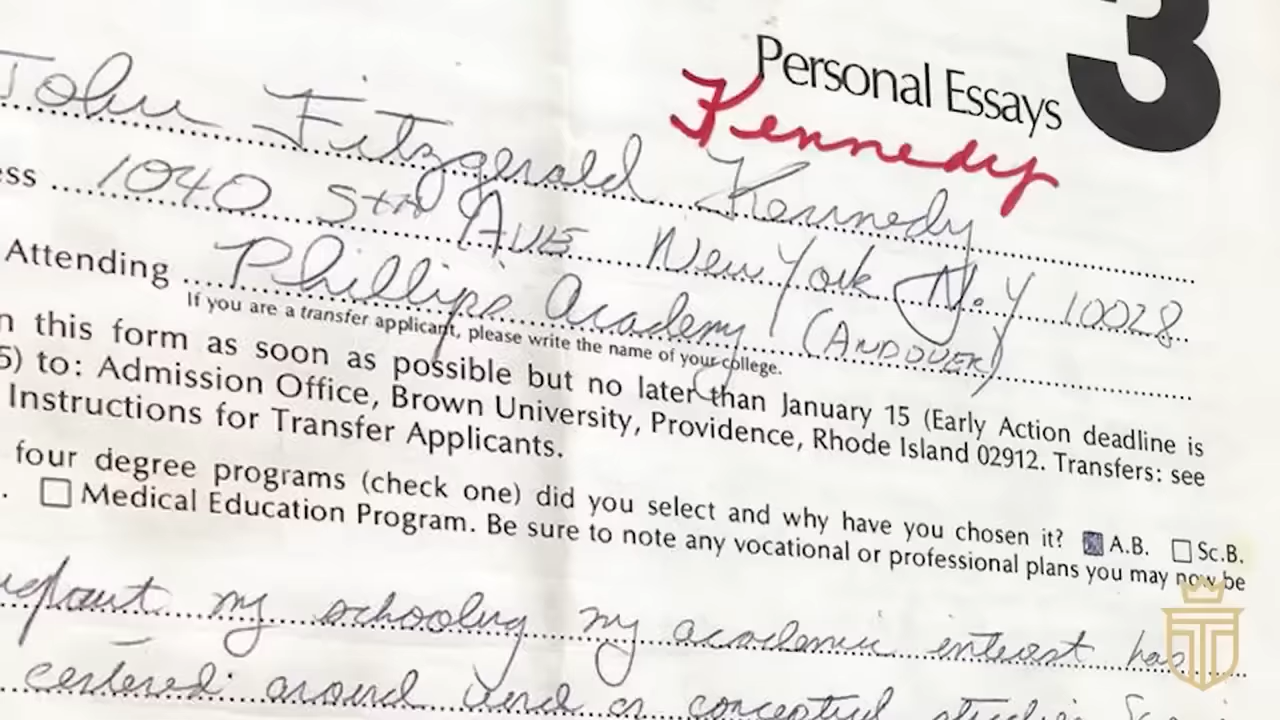 3
Personal Essays
Kennedy
John Fitzgerald Kennedy
ess 1040 5th AVE New York N.Y 10028
Attending Phillips Academy (ANDOVER)
If you are a transfer applicant, please write the name of your college.
n this form as soon as possible but no later than January 15 (Early Action deadline is
5) to: Admission Office, Brown University, Providence, Rhode Island 02912. Transfers: see
Instructions for Transfer Applicants.
four degree programs (check one) did you select and why have you chosen it? A.B. Sc.B.
. Medical Education Program. Be sure to note any vocational or professional plans you may now be
my schooling my academic interest has
centered around